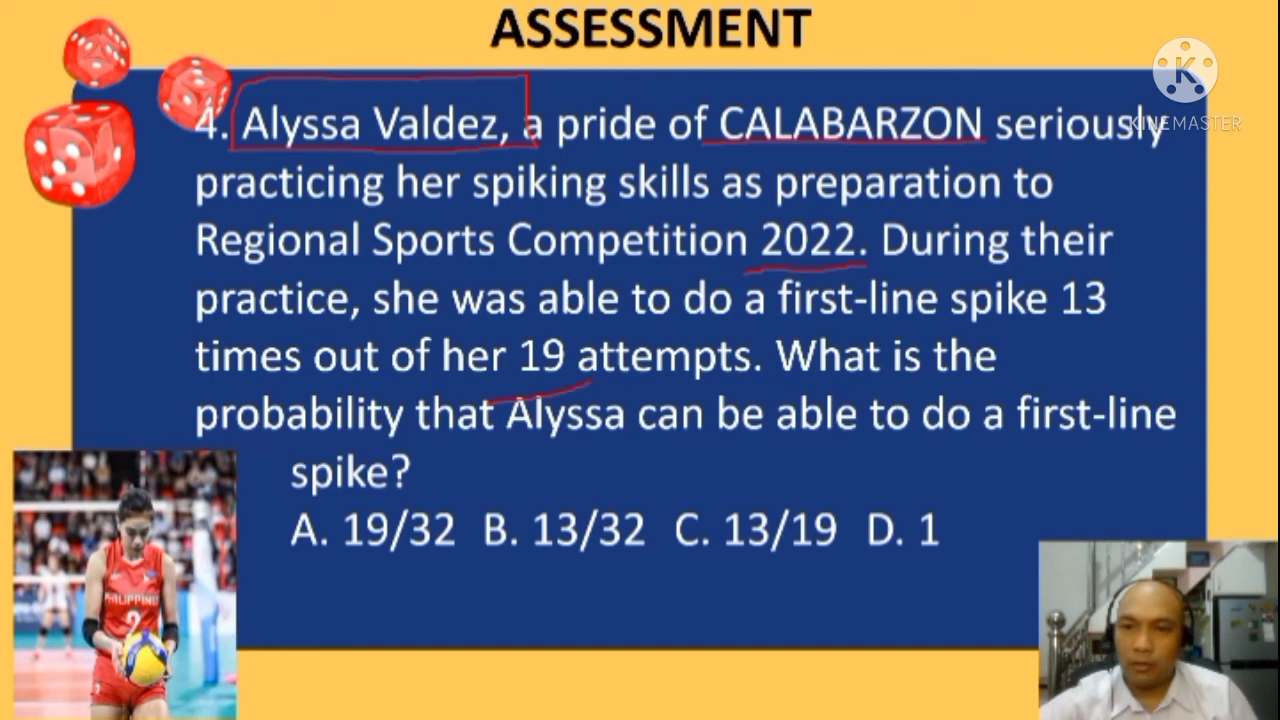 ASSESSMENT
K
KINEMASTER
4. Alyssa Valdez, a pride of CALABARZON seriously
practicing her spiking skills as preparation to
Regional Sports Competition 2022. During their
practice, she was able to do a first-line spike 13
times out of her 19 attempts. What is the
probability that Alyssa can be able to do a first-line
spike?
A. 19/32 B. 13/32 C. 13/19 D. 1
PILIPINAS
2